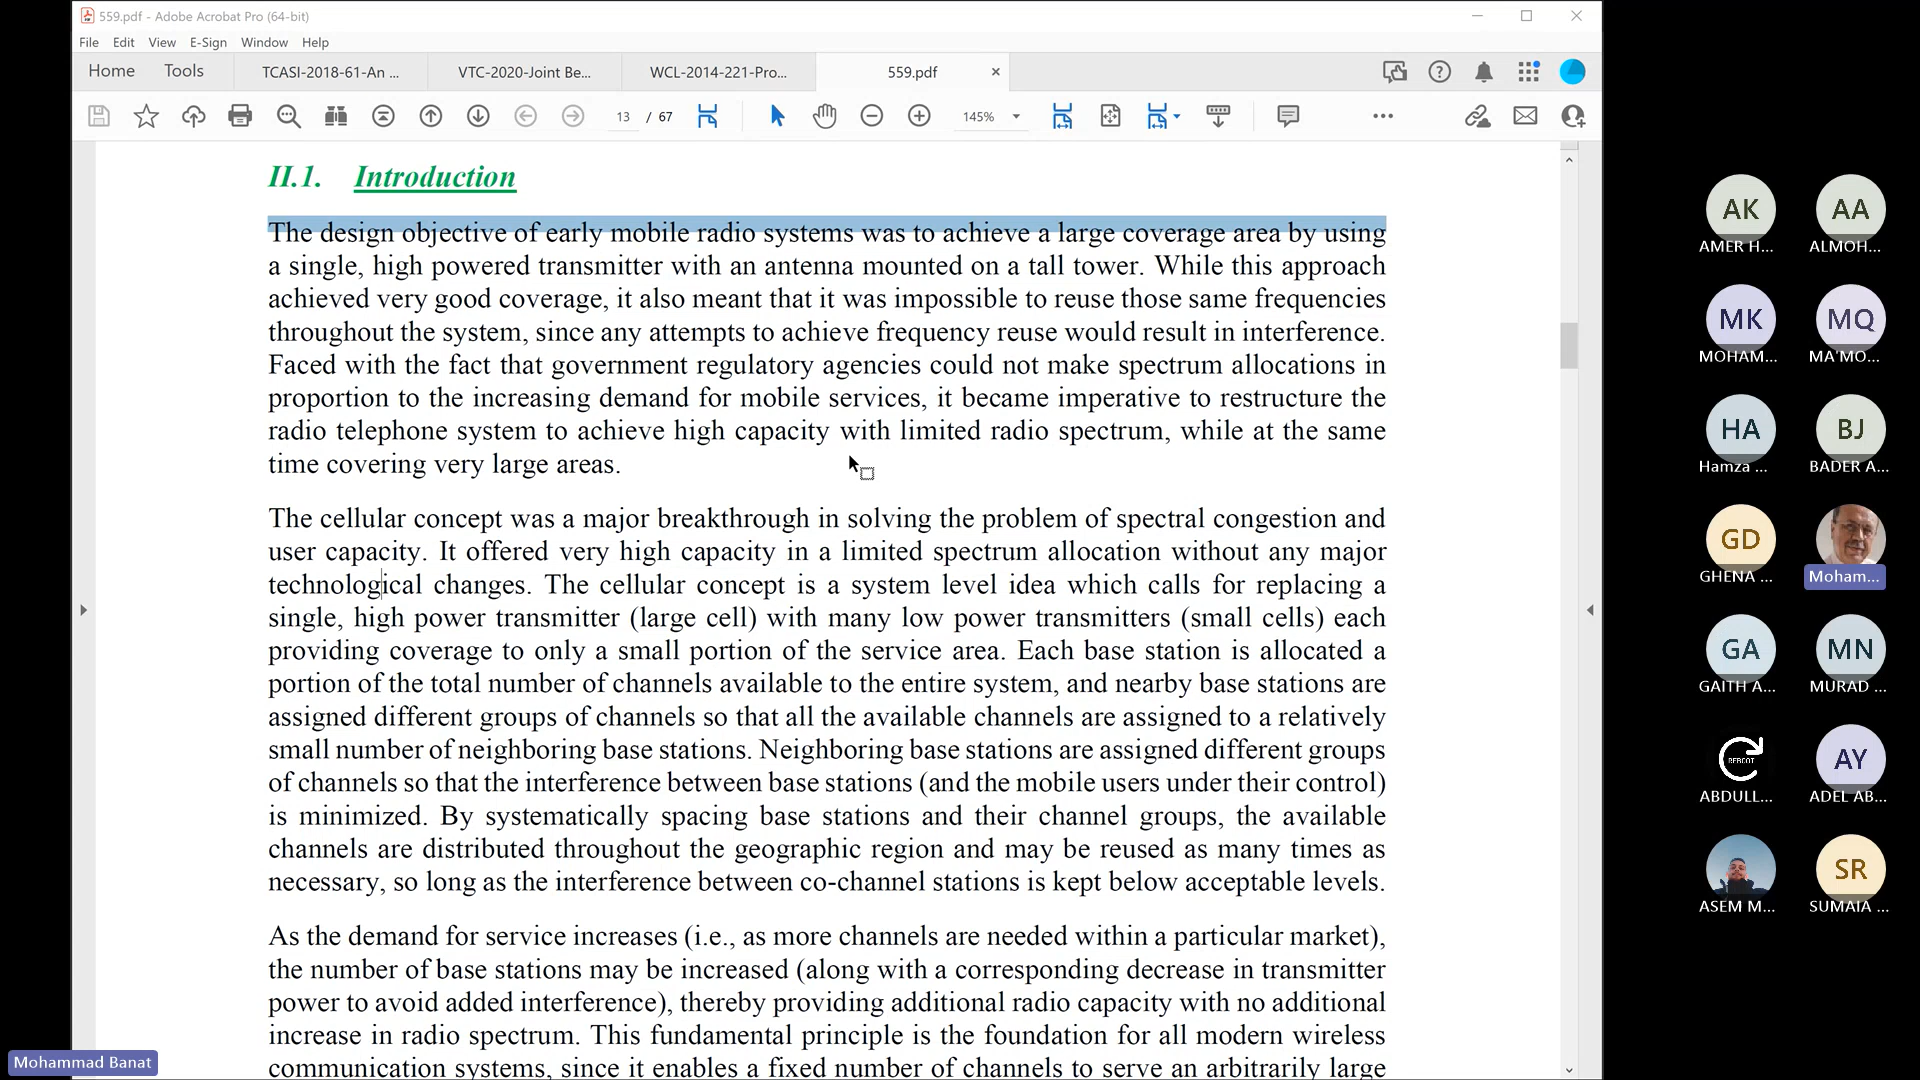 559.pdf - Adobe Acrobat Pro (64-bit)
File Edit View E-Sign Window Help
Home Tools TCASI-2018-61-An ... VTC-2020-Joint Be... WCL-2014-221-Pro... 559.pdf
13 / 67 145%
II.1. Introduction
The design objective of early mobile radio systems was to achieve a large coverage area by using
a single, high powered transmitter with an antenna mounted on a tall tower. While this approach
achieved very good coverage, it also meant that it was impossible to reuse those same frequencies
throughout the system, since any attempts to achieve frequency reuse would result in interference.
Faced with the fact that government regulatory agencies could not make spectrum allocations in
proportion to the increasing demand for mobile services, it became imperative to restructure the
radio telephone system to achieve high capacity with limited radio spectrum, while at the same
time covering very large areas.
The cellular concept was a major breakthrough in solving the problem of spectral congestion and
user capacity. It offered very high capacity in a limited spectrum allocation without any major
technological changes. The cellular concept is a system level idea which calls for replacing a
single, high power transmitter (large cell) with many low power transmitters (small cells) each
providing coverage to only a small portion of the service area. Each base station is allocated a
portion of the total number of channels available to the entire system, and nearby base stations are
assigned different groups of channels so that all the available channels are assigned to a relatively
small number of neighboring base stations. Neighboring base stations are assigned different groups
of channels so that the interference between base stations (and the mobile users under their control)
is minimized. By systematically spacing base stations and their channel groups, the available
channels are distributed throughout the geographic region and may be reused as many times as
necessary, so long as the interference between co-channel stations is kept below acceptable levels.
As the demand for service increases (i.e., as more channels are needed within a particular market),
the number of base stations may be increased (along with a corresponding decrease in transmitter
power to avoid added interference), thereby providing additional radio capacity with no additional
increase in radio spectrum. This fundamental principle is the foundation for all modern wireless
communication systems, since it enables a fixed number of channels to serve an arbitrarily large
Mohammad Banat
AK AA
AMER H... ALMOH...
MK MQ
MOHAM... MA'MO...
HA BJ
Hamza ... BADER A...
GD
GHENA ... Moham...
GA MN
GAITH A... MURAD ...
REBOOT AY
ABDULL... ADEL AB...
SR
ASEM M... SUMAIA ...